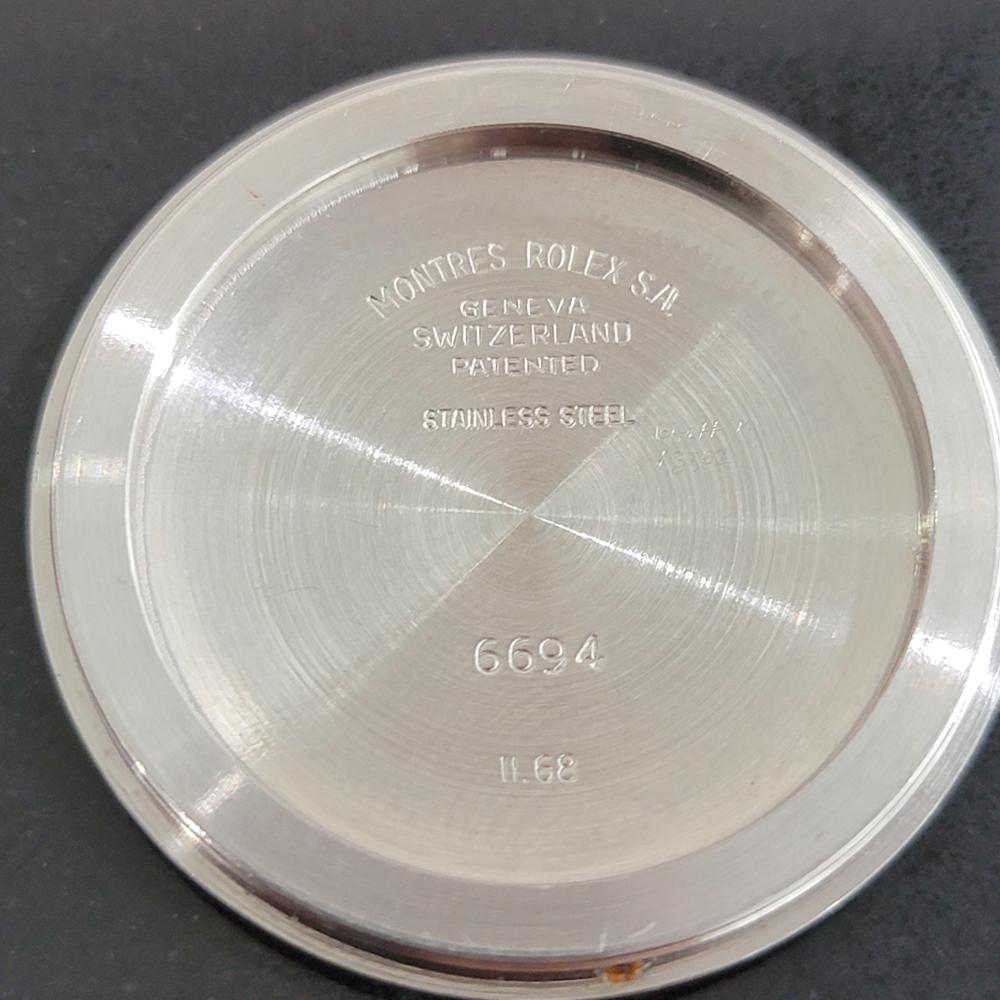 MONTRES ROLEX S.A.
GENEVA
SWITZERLAND
PATENTED
STAINLESS STEEL
6694
II.68